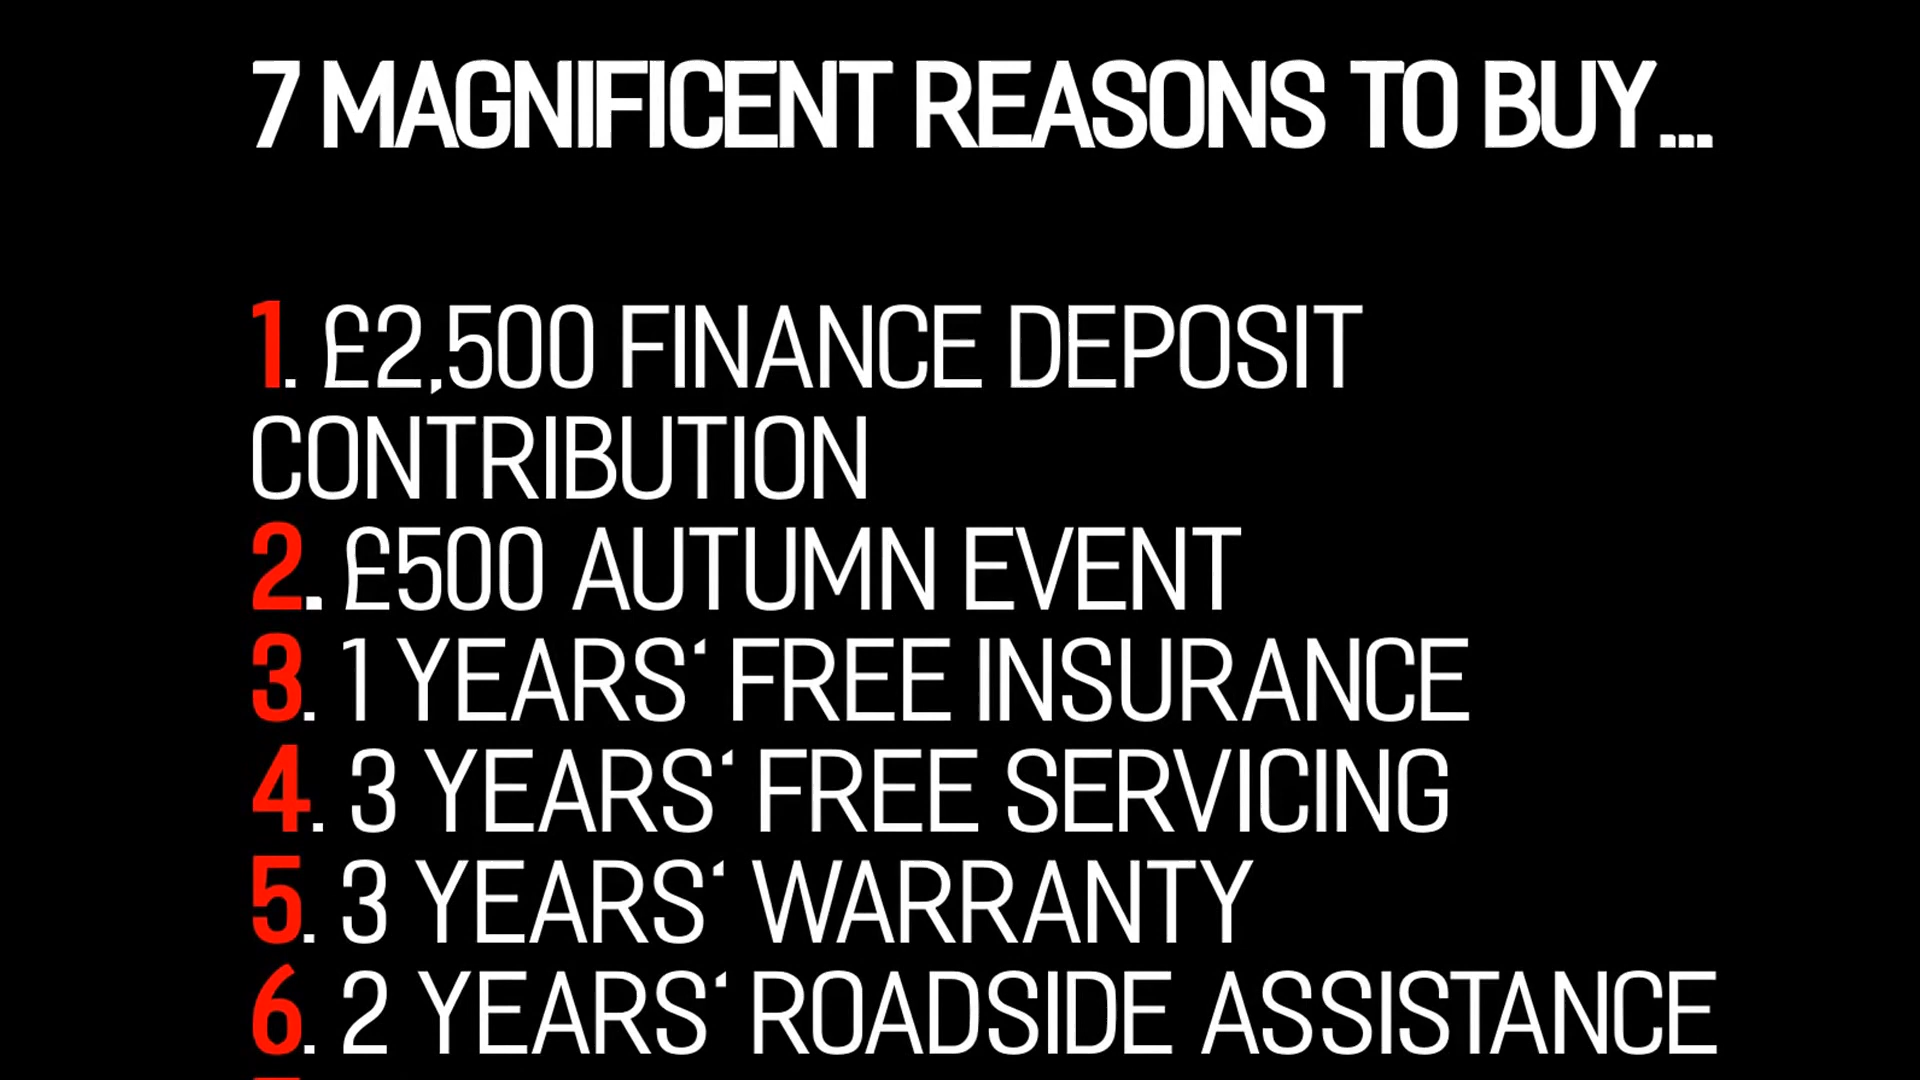 7 MAGNIFICENT REASONS TO BUY...
1. £2,500 FINANCE DEPOSIT
CONTRIBUTION
2. £500 AUTUMN EVENT
3. 1 YEARS‘ FREE INSURANCE
4. 3 YEARS‘ FREE SERVICING
5. 3 YEARS‘ WARRANTY
6. 2 YEARS‘ ROADSIDE ASSISTANCE